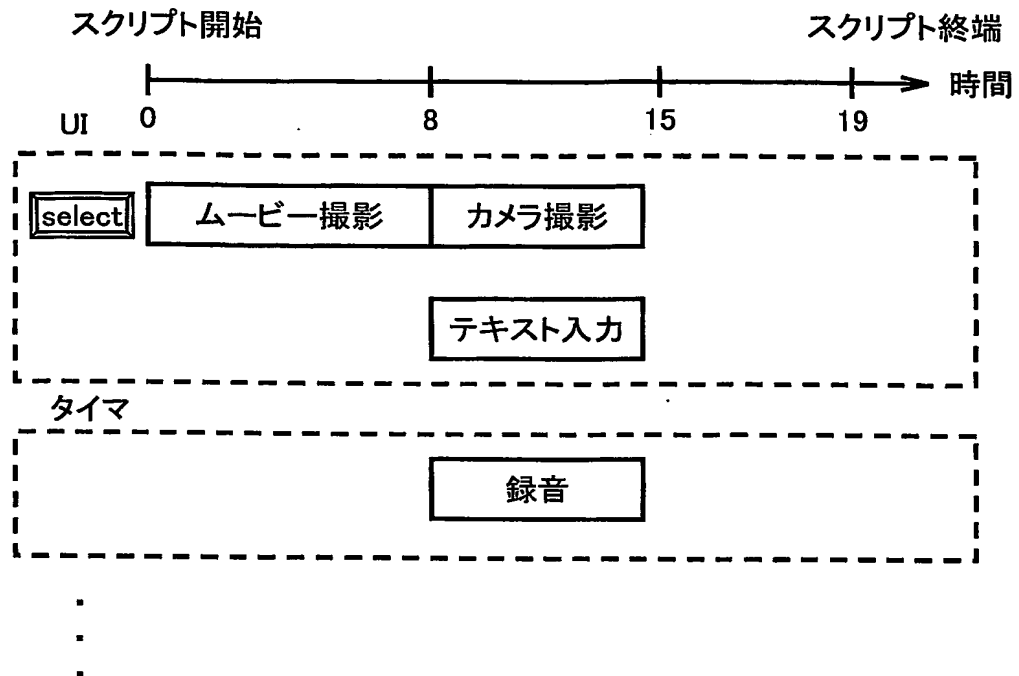 スクリプト開始 スクリプト終端
時間
UI 0 8 15 19
select ムービー撮影 カメラ撮影
テキスト入力
タイマ
録音